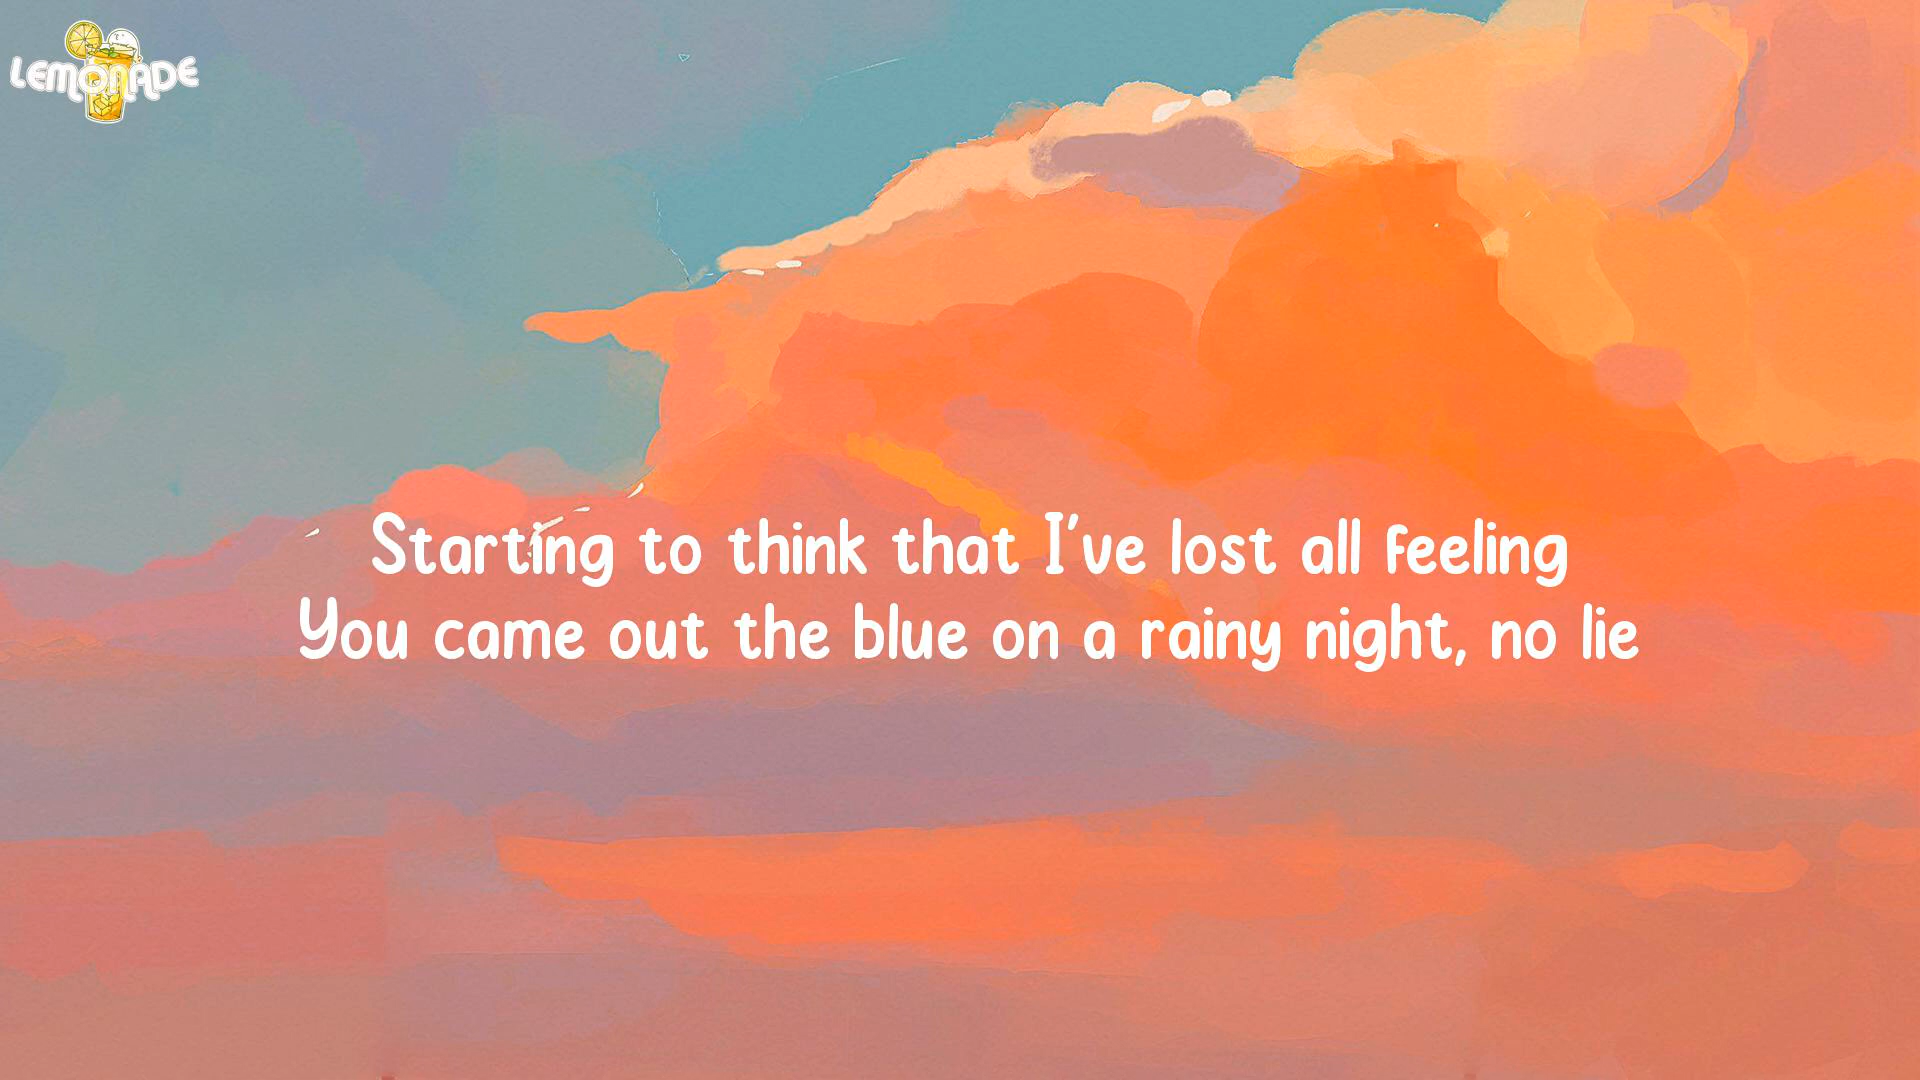 LEMONADE
Starting to think that I've lost all feeling
You came out the blue on a rainy night, no lie